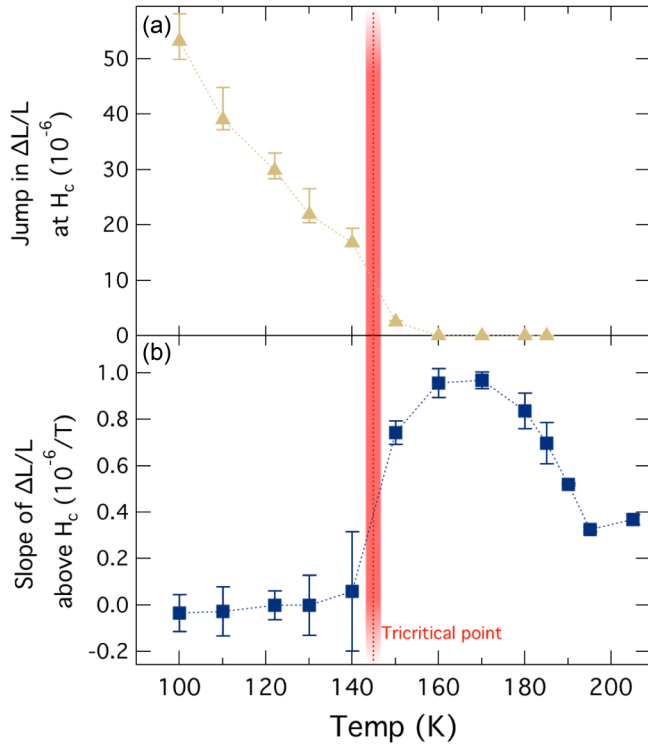 (a)
50
40
30
20
10
0
Jump in ΔL/L
at H_c (10^-6)
(b)
1.0
0.8
0.6
0.4
0.2
0.0
-0.2
Slope of ΔL/L
above H_c (10^-6/T)
Tricritical point
100 120 140 160 180 200
Temp (K)